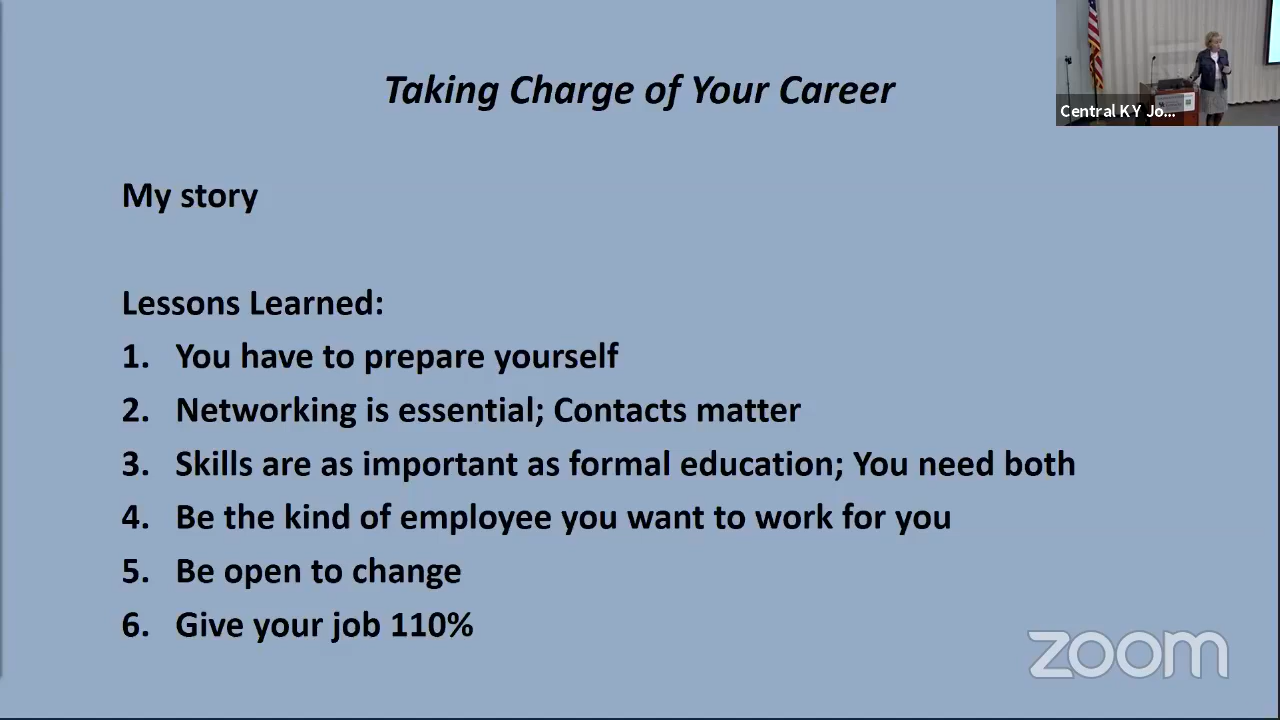 Taking Charge of Your Career
Central KY Jo...
My story
Lessons Learned:
1. You have to prepare yourself
2. Networking is essential; Contacts matter
3. Skills are as important as formal education; You need both
4. Be the kind of employee you want to work for you
5. Be open to change
6. Give your job 110%
zoom